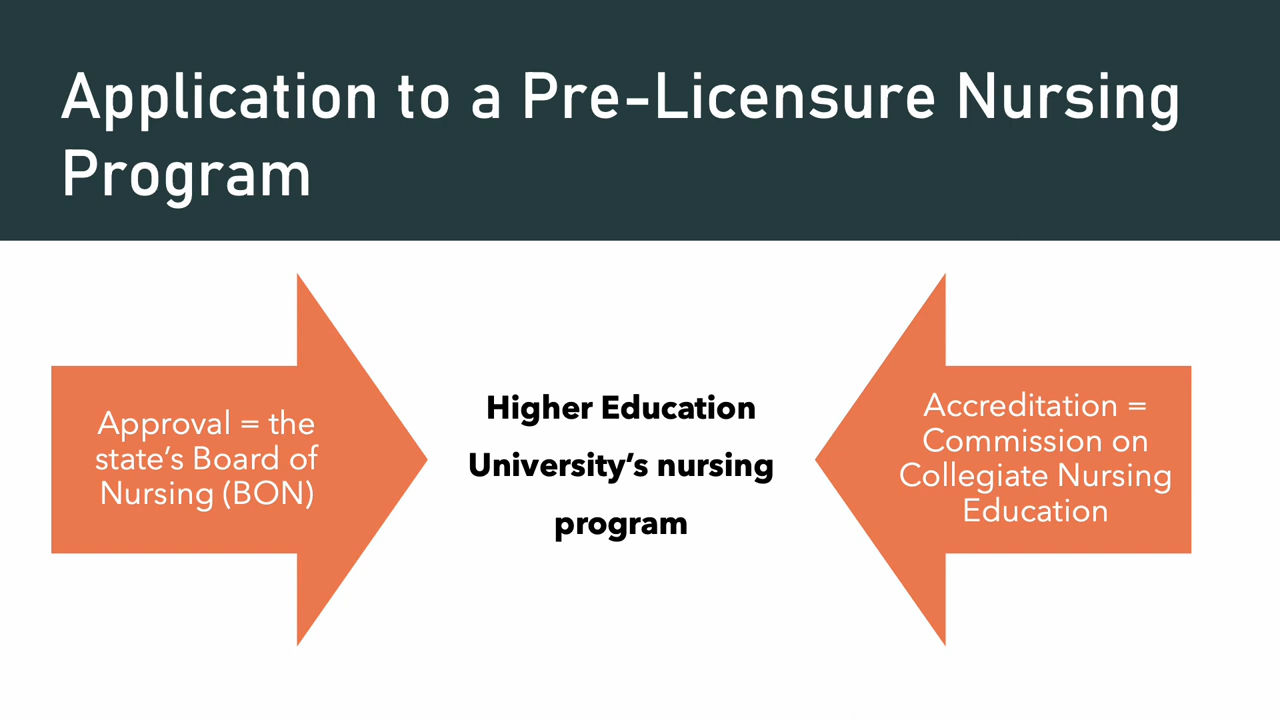 Application to a Pre-Licensure Nursing
Program
Approval = the
state’s Board of
Nursing (BON)
Higher Education
University’s nursing
program
Accreditation =
Commission on
Collegiate Nursing
Education